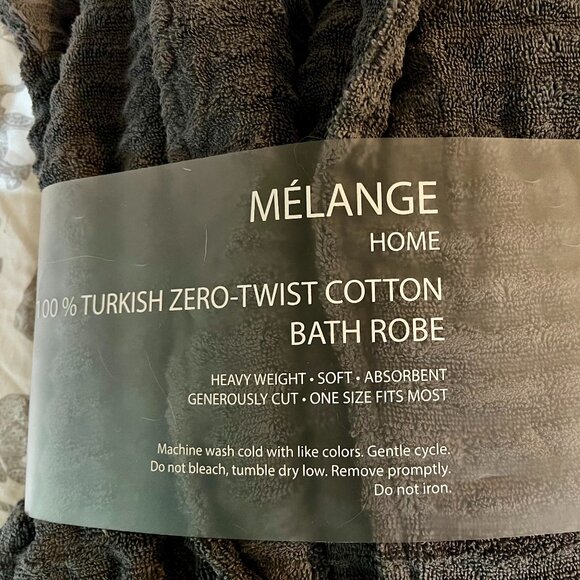 MÉLANGE
HOME
100 % TURKISH ZERO-TWIST COTTON
BATH ROBE
HEAVY WEIGHT • SOFT • ABSORBENT
GENEROUSLY CUT • ONE SIZE FITS MOST
Machine wash cold with like colors. Gentle cycle.
Do not bleach, tumble dry low. Remove promptly.
Do not iron.